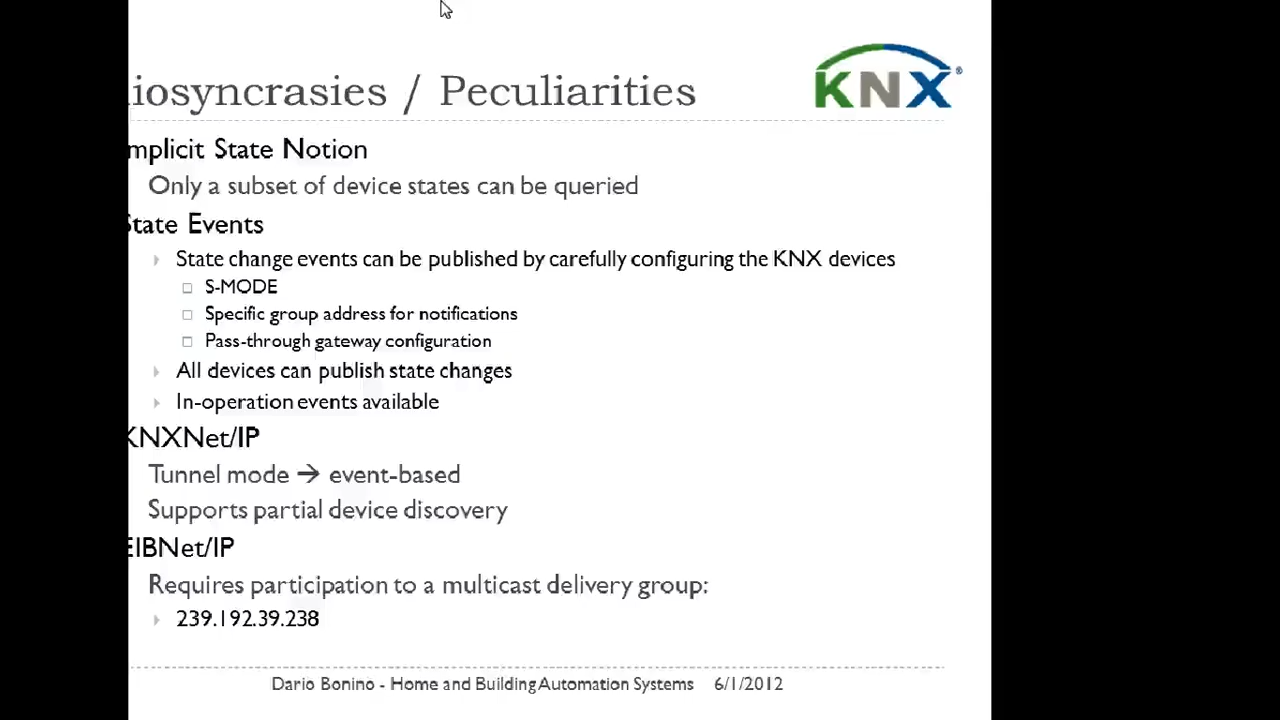 iosyncrasies / Peculiarities
KNX®
mplicit State Notion
Only a subset of device states can be queried
State Events
State change events can be published by carefully configuring the KNX devices
S-MODE
Specific group address for notifications
Pass-through gateway configuration
All devices can publish state changes
In-operation events available
KNXNet/IP
Tunnel mode → event-based
Supports partial device discovery
EIBNet/IP
Requires participation to a multicast delivery group:
239.192.39.238
Dario Bonino - Home and Building Automation Systems 6/1/2012